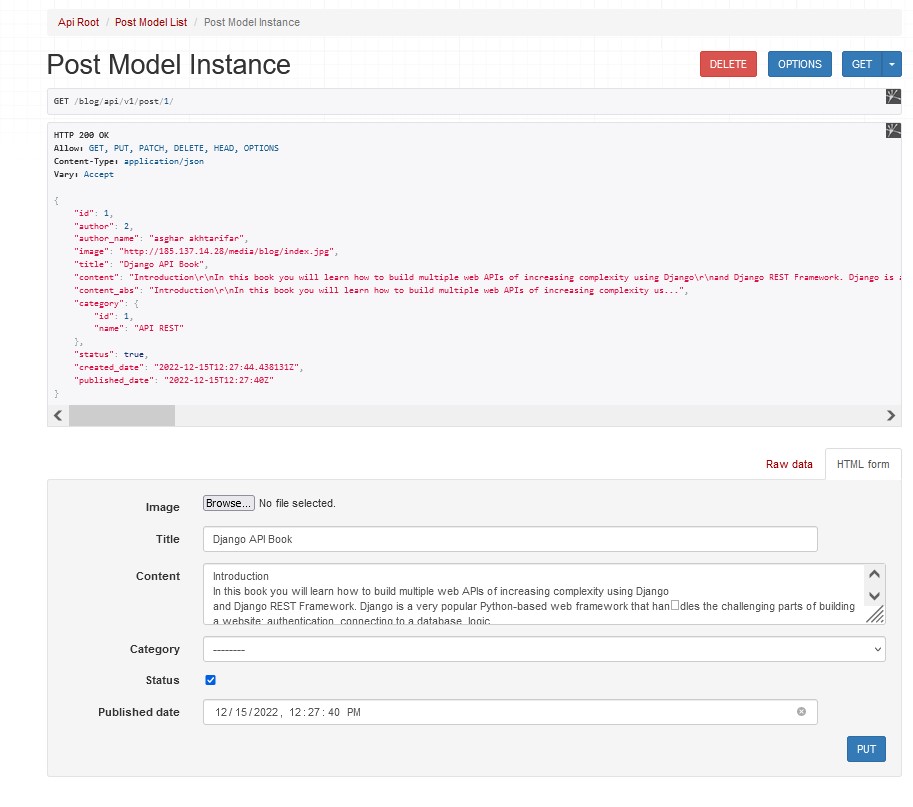 Api Root / Post Model List / Post Model Instance
Post Model Instance
DELETE OPTIONS GET
GET /blog/api/v1/post/1/
HTTP 200 OK
Allow: GET, PUT, PATCH, DELETE, HEAD, OPTIONS
Content-Type: application/json
Vary: Accept
{
"id": 1,
"author": 2,
"author_name": "asghar akhtarifar",
"image": "http://185.137.14.28/media/blog/index.jpg",
"title": "Django API Book",
"content": "Introduction\r\nIn this book you will learn how to build multiple web APIs of increasing complexity using Django\r\nand Django REST Framework. Django is a
"content_abs": "Introduction\r\nIn this book you will learn how to build multiple web APIs of increasing complexity us...",
"category": {
"id": 1,
"name": "API REST"
},
"status": true,
"created_date": "2022-12-15T12:27:44.438131Z",
"published_date": "2022-12-15T12:27:40Z"
}
Raw data HTML form
Image Browse... No file selected.
Title Django API Book
Content Introduction
In this book you will learn how to build multiple web APIs of increasing complexity using Django
and Django REST Framework. Django is a very popular Python-based web framework that han□dles the challenging parts of building
a website: authentication, connecting to a database, logic
Category ---------
Status
Published date 12/15/2022, 12:27:40 PM
PUT